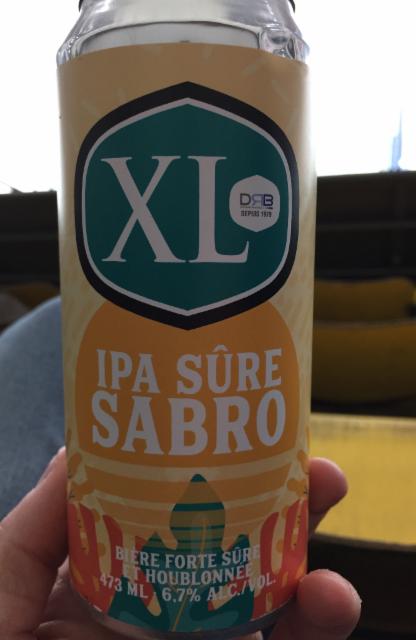 XL
DRB
DEPUIS 1979
IPA SÛRE
SABRO
BIÈRE FORTE SÛRE
ET HOUBLONNÉE
473 ML · 6,7% ALC./VOL.